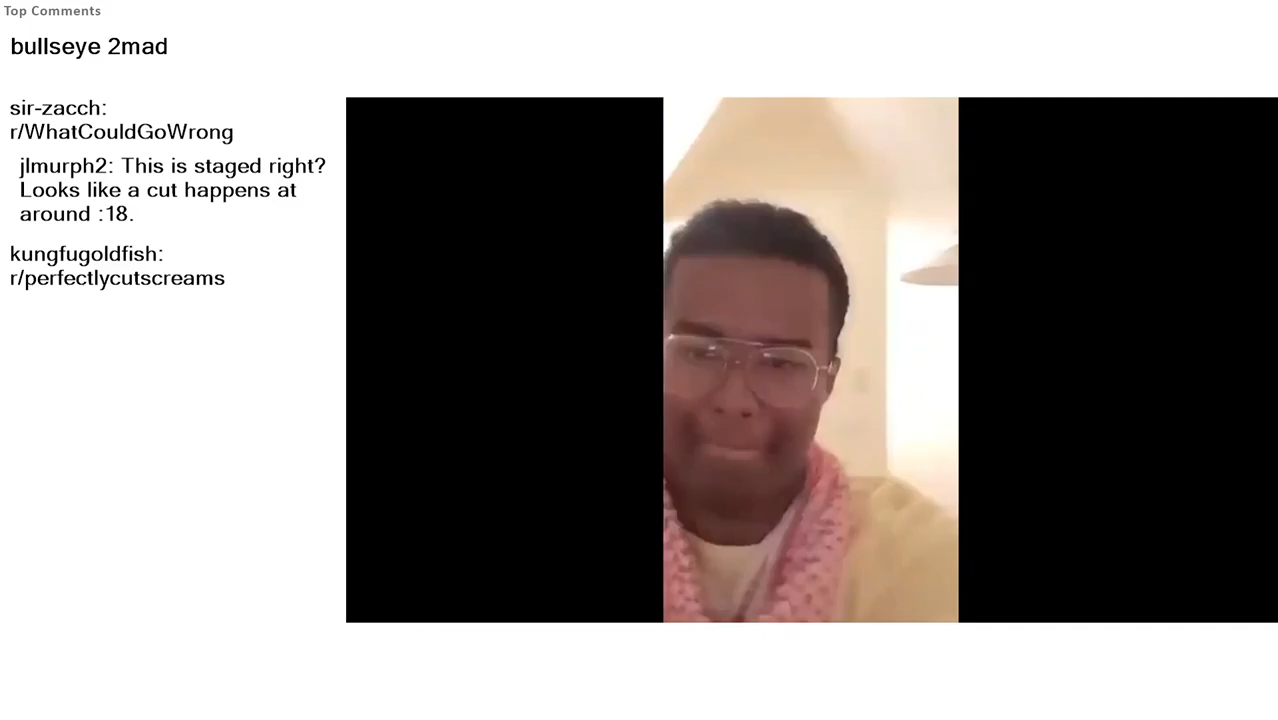 Top Comments
bullseye 2mad
sir-zacch:
r/WhatCouldGoWrong
jlmurph2: This is staged right?
Looks like a cut happens at
around :18.
kungfugoldfish:
r/perfectlycutscreams